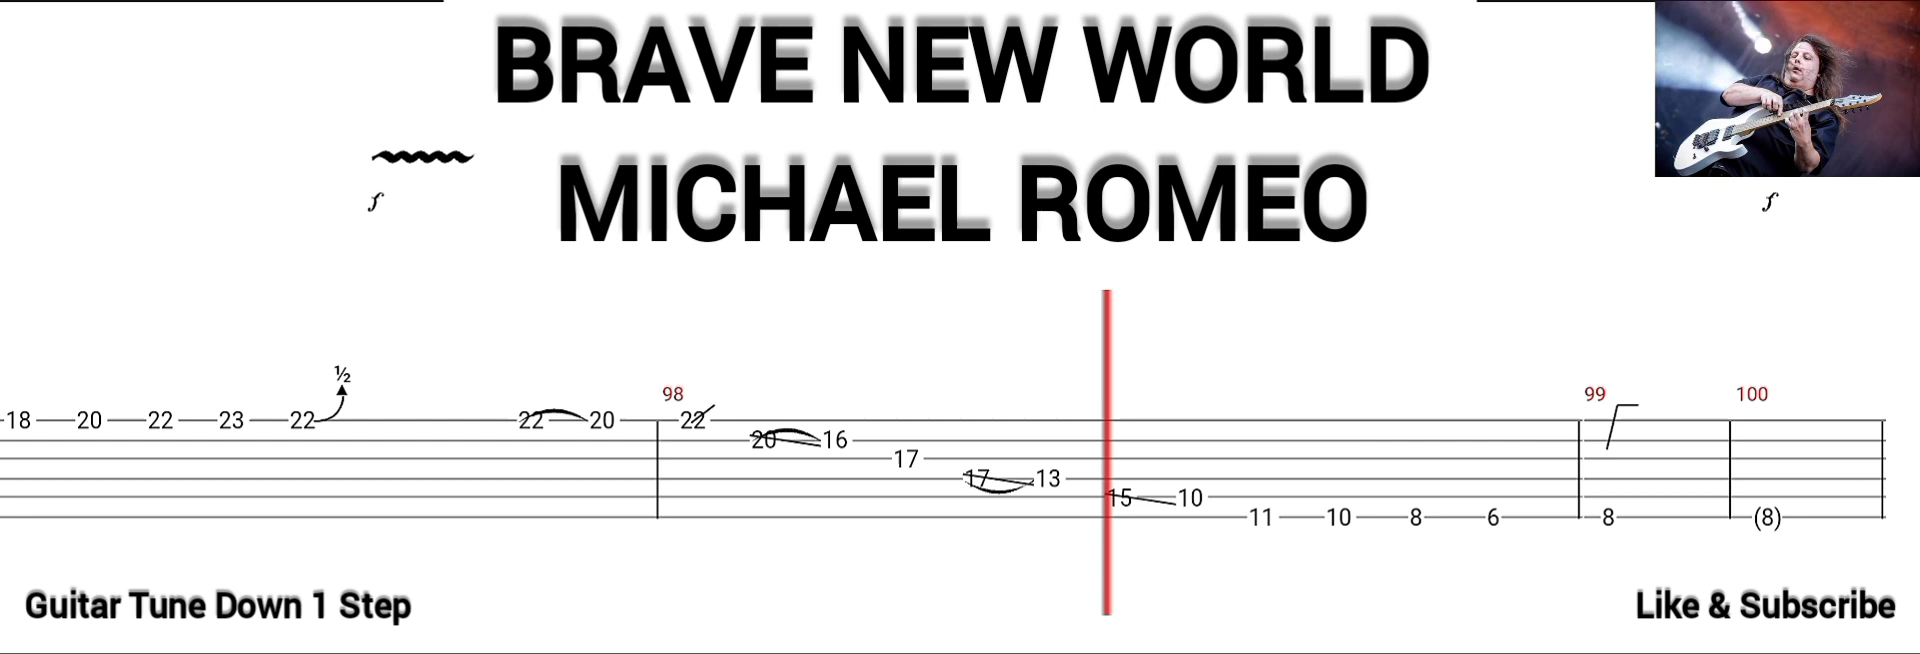 BRAVE NEW WORLD
MICHAEL ROMEO
f f
½
98 99 100
18 20 22 23 22 22 20 22
20 16
17
17 13
15 10
11 10 8 6 8 (8)
Guitar Tune Down 1 Step
Like & Subscribe